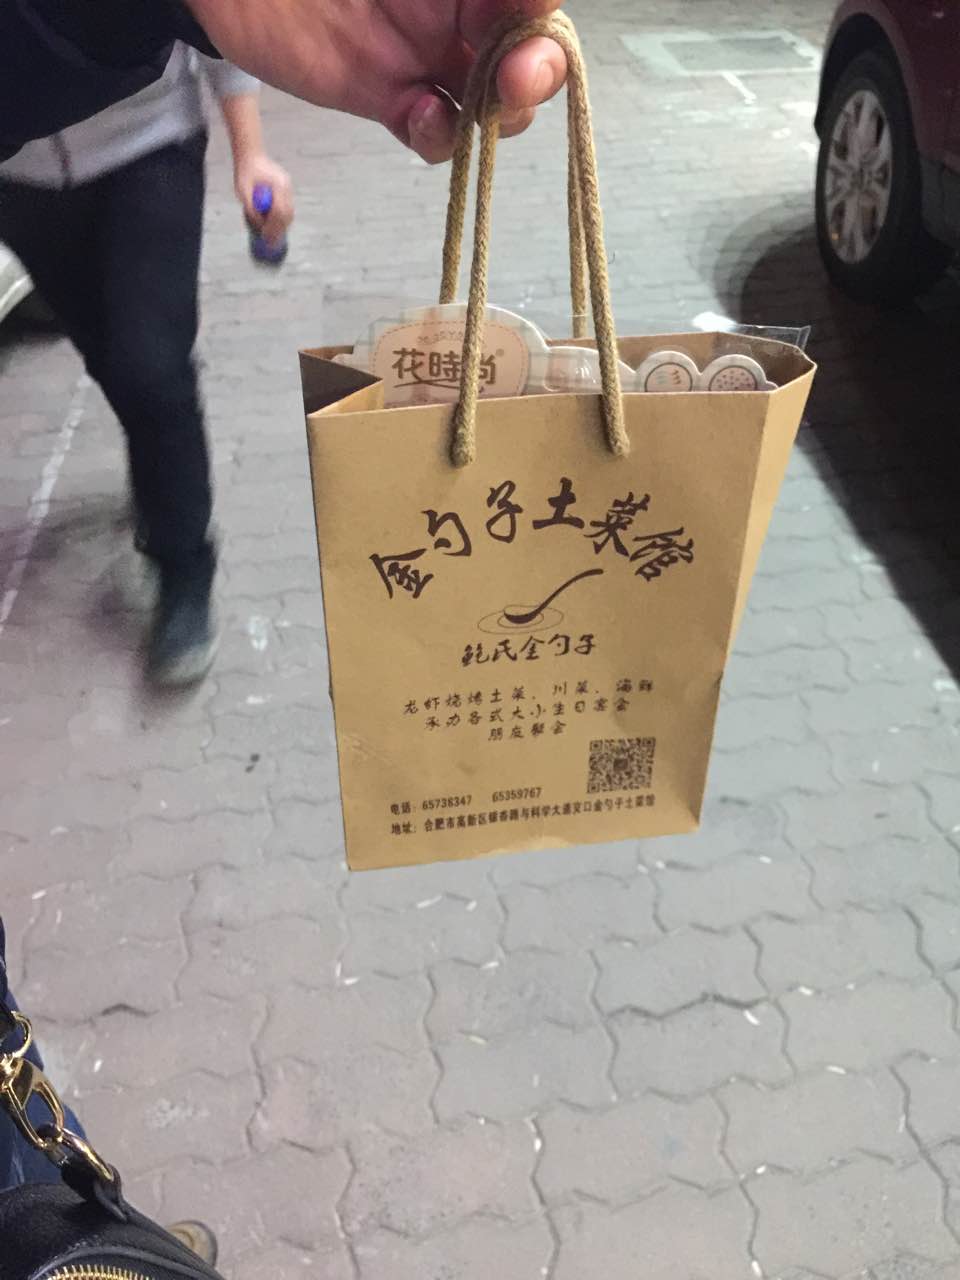 花時尚
金勺子土菜馆
鲍氏金勺子
龙虾烧烤土菜、川菜、海鲜
承办各式大小生日宴会
朋友聚会
电话：65738347 65359767
地址：合肥市高新区银杏路与科学大道交口金勺子土菜馆